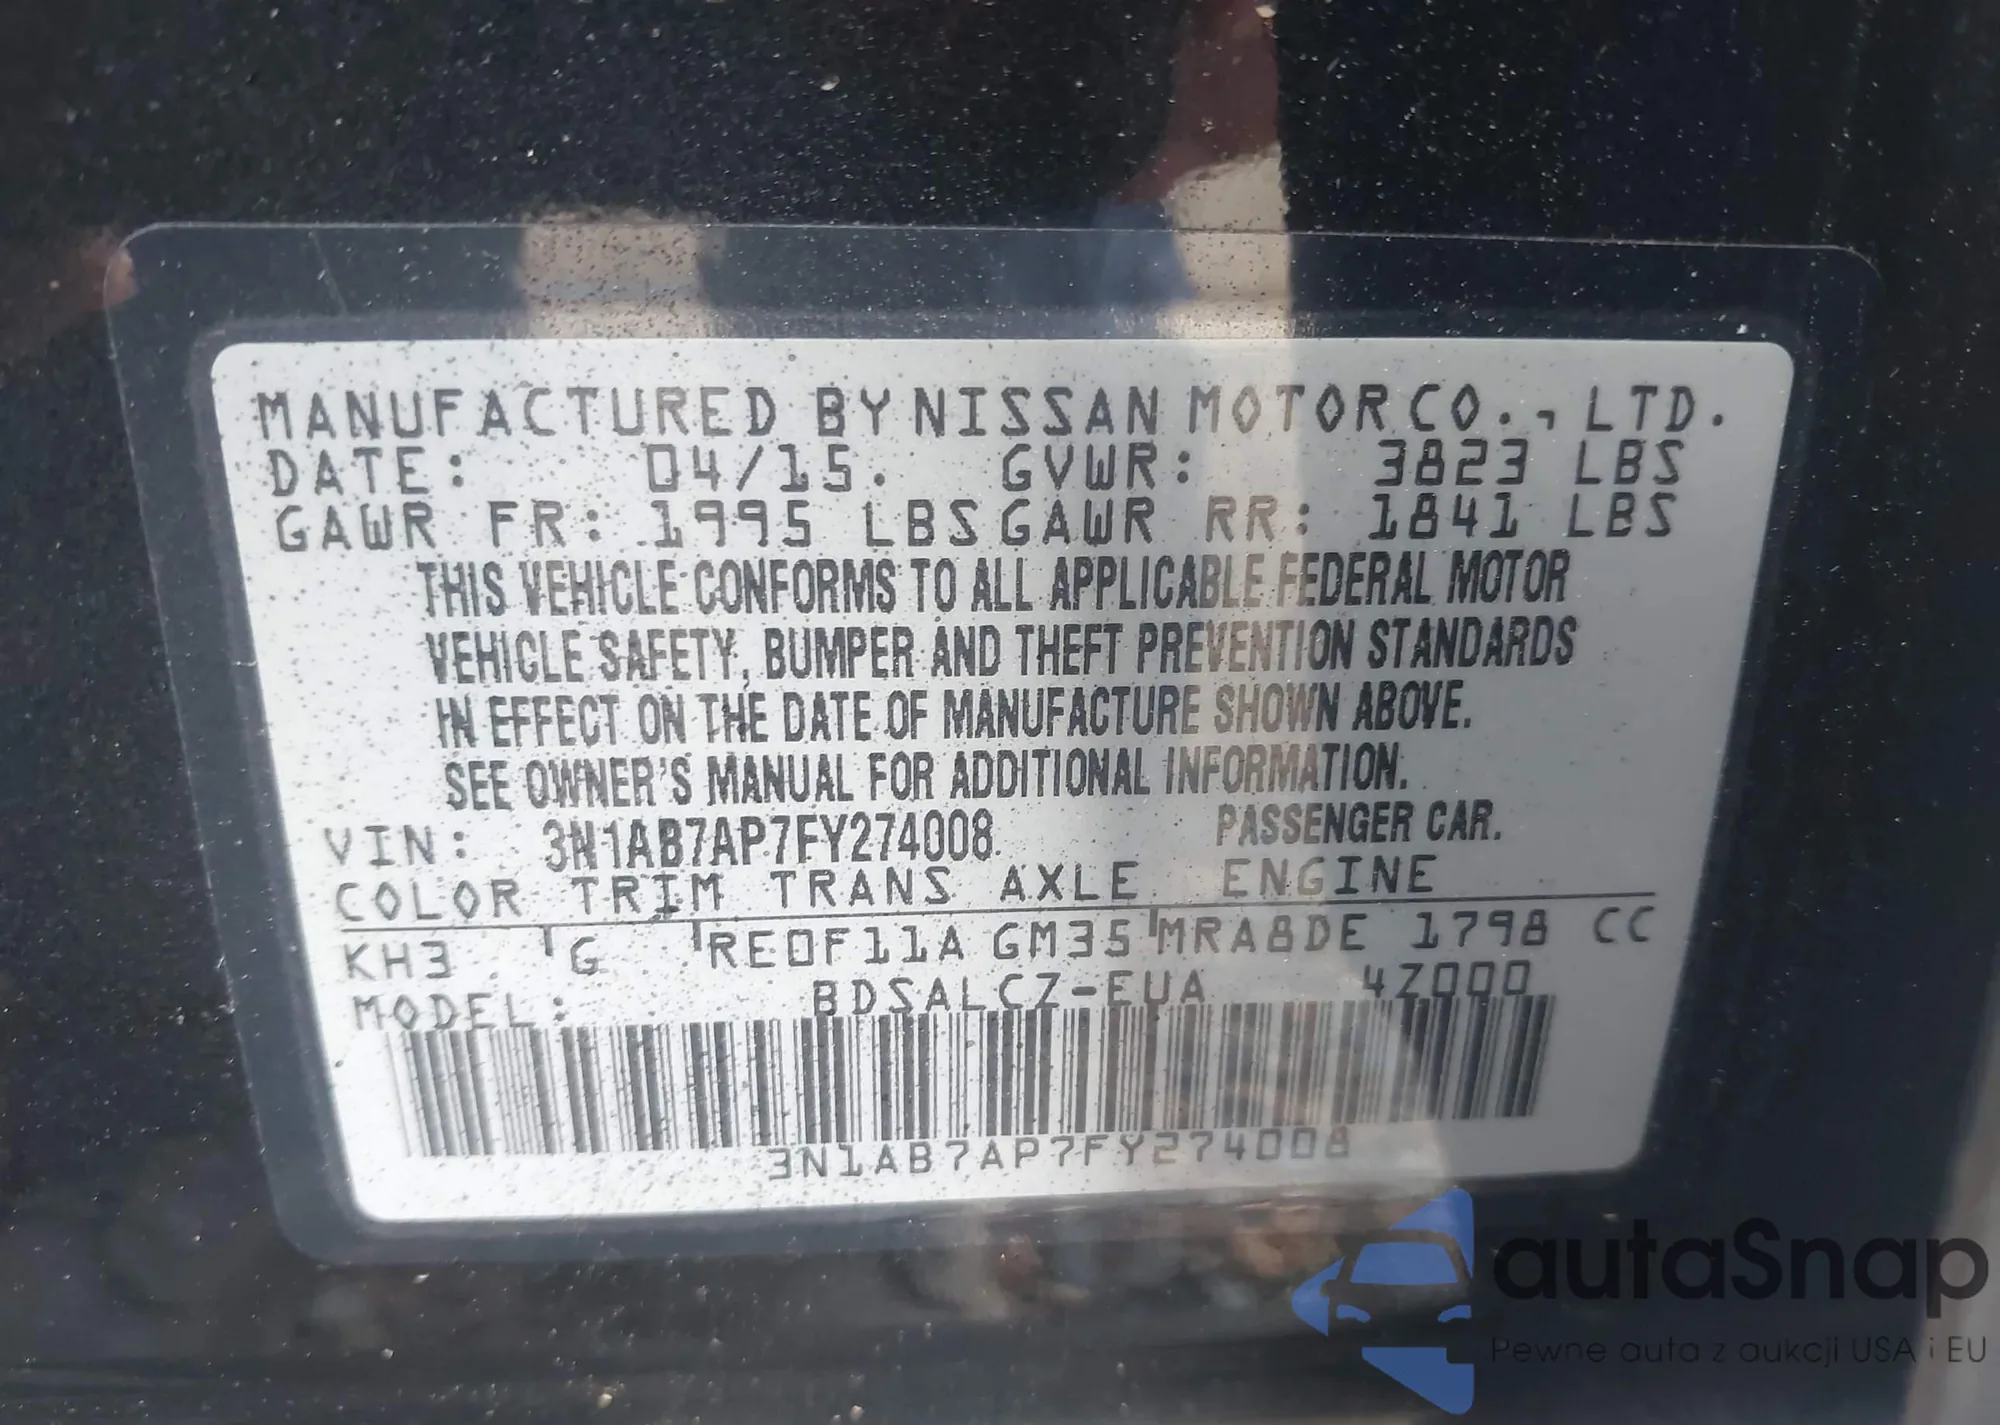 MANUFACTURED BY NISSAN MOTOR CO., LTD.
DATE: 04/15. GVWR: 3823 LBS
GAWR FR: 1995 LBS GAWR RR: 1841 LBS
THIS VEHICLE CONFORMS TO ALL APPLICABLE FEDERAL MOTOR
VEHICLE SAFETY, BUMPER AND THEFT PREVENTION STANDARDS
IN EFFECT ON THE DATE OF MANUFACTURE SHOWN ABOVE.
SEE OWNER'S MANUAL FOR ADDITIONAL INFORMATION.
VIN: 3N1AB7AP7FY274008 PASSENGER CAR.
COLOR TRIM TRANS AXLE ENGINE
KH3 G RE0F11A GM35 MRA8DE 1798 CC
MODEL: BDSALCZ-EUA 4Z000
3N1AB7AP7FY274008
autaSnap
Pewne auta z aukcji USA i EU